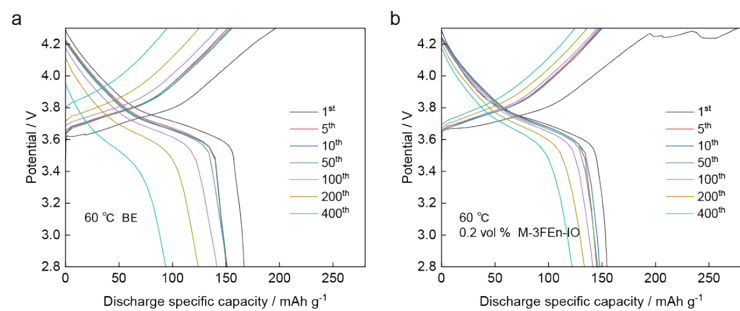 a
4.2
4.0
3.8
3.6
3.4
3.2
3.0
2.8
Potential / V
1st
5th
10th
50th
100th
200th
400th
60 ℃ BE
0 50 100 150 200 250
Discharge specific capacity / mAh g-1
b
4.2
4.0
3.8
3.6
3.4
3.2
3.0
2.8
Potential / V
1st
5th
10th
50th
100th
200th
400th
60 ℃
0.2 vol % M-3FEn-IO
0 50 100 150 200 250
Discharge specific capacity / mAh g-1